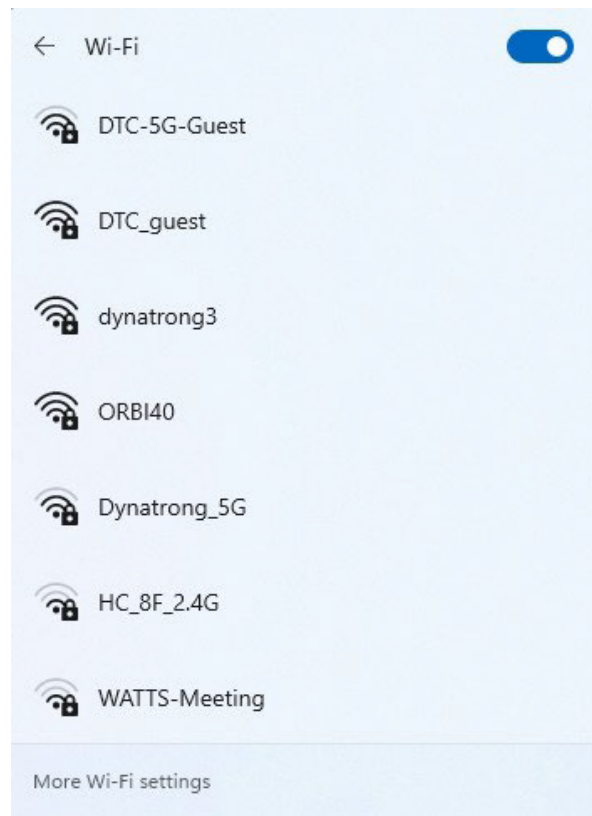 Wi-Fi
DTC-5G-Guest
DTC_guest
dynatrong3
ORBI40
Dynatrong_5G
HC_8F_2.4G
WATTS-Meeting
More Wi-Fi settings